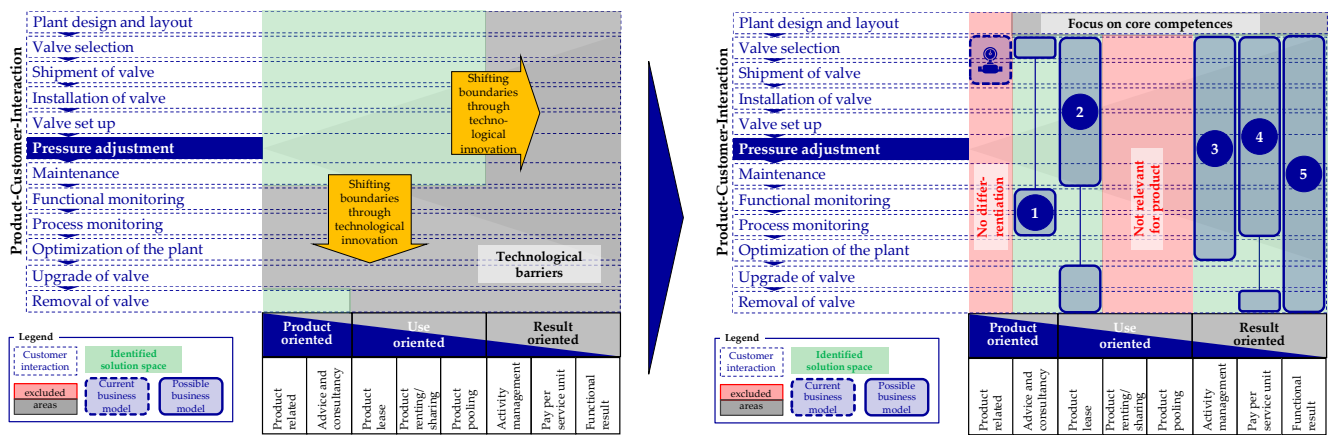 Product-Customer-Interaction
Plant design and layout
Valve selection
Shipment of valve
Installation of valve
Valve set up
Pressure adjustment
Maintenance
Functional monitoring
Process monitoring
Optimization of the plant
Upgrade of valve
Removal of valve
Shifting
boundaries
through
techno-
logical
innovation
Shifting
boundaries
through
technological
innovation
Technological
barriers
Product
oriented
Use
oriented
Result
oriented
Product
related
Advice and
consultancy
Product
lease
Product
renting/
sharing
Product
pooling
Activity
management
Pay per
service unit
Functional
result
Legend
Customer
interaction
Identified
solution space
excluded
areas
Current
business
model
Possible
business
model
Product-Customer-Interaction
Plant design and layout
Valve selection
Shipment of valve
Installation of valve
Valve set up
Pressure adjustment
Maintenance
Functional monitoring
Process monitoring
Optimization of the plant
Upgrade of valve
Removal of valve
Focus on core competences
No differ-
rentiation
Not relevant
for product
1
2
3
4
5
Product
oriented
Use
oriented
Result
oriented
Product
related
Advice and
consultancy
Product
lease
Product
renting/
sharing
Product
pooling
Activity
management
Pay per
service unit
Functional
result
Legend
Customer
interaction
Identified
solution space
excluded
areas
Current
business
model
Possible
business
model